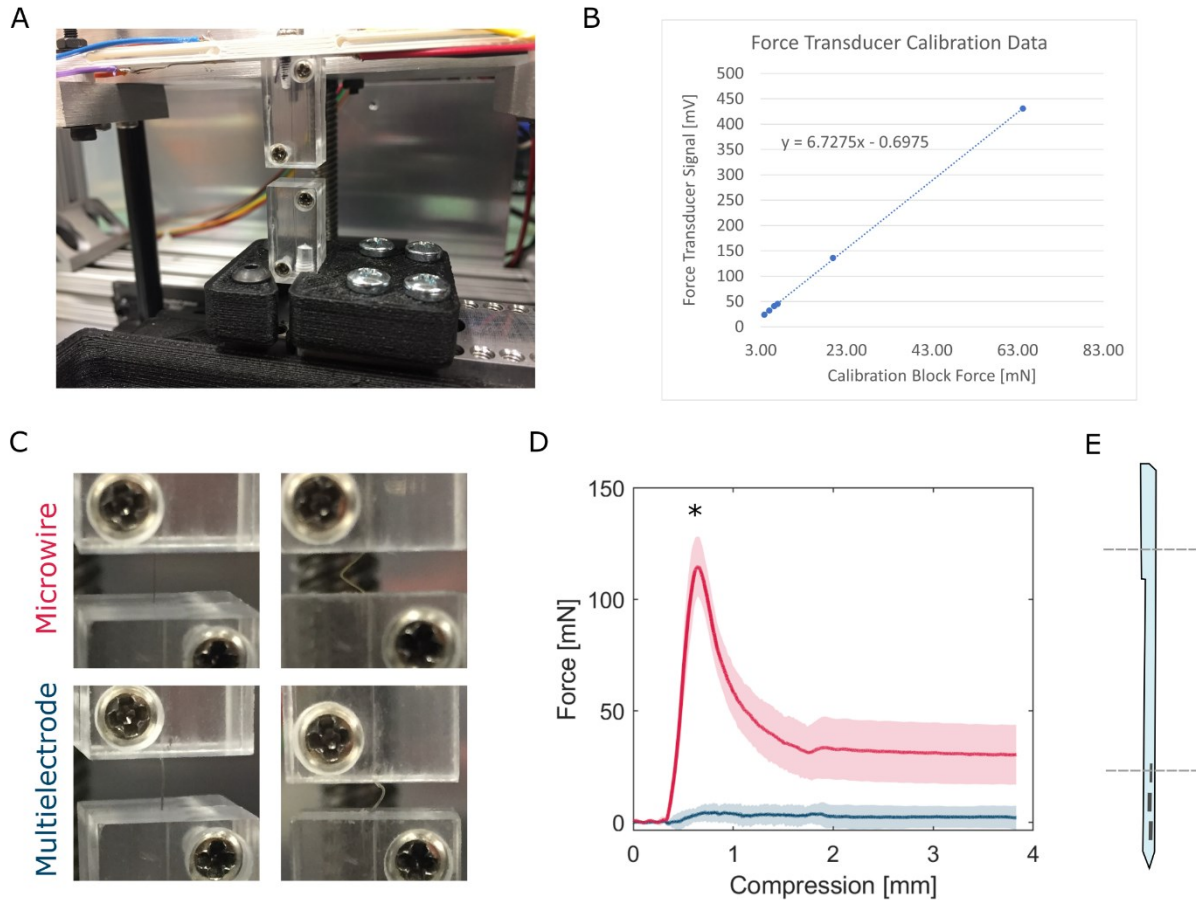 A
B
Force Transducer Calibration Data
Force Transducer Signal [mV]
500
450
400
350
300
250
200
150
100
50
0
y = 6.7275x - 0.6975
3.00 23.00 43.00 63.00 83.00
Calibration Block Force [mN]
C
Microwire
Multielectrode
D
Force [mN]
150
100
50
0
*
0 1 2 3 4
Compression [mm]
E